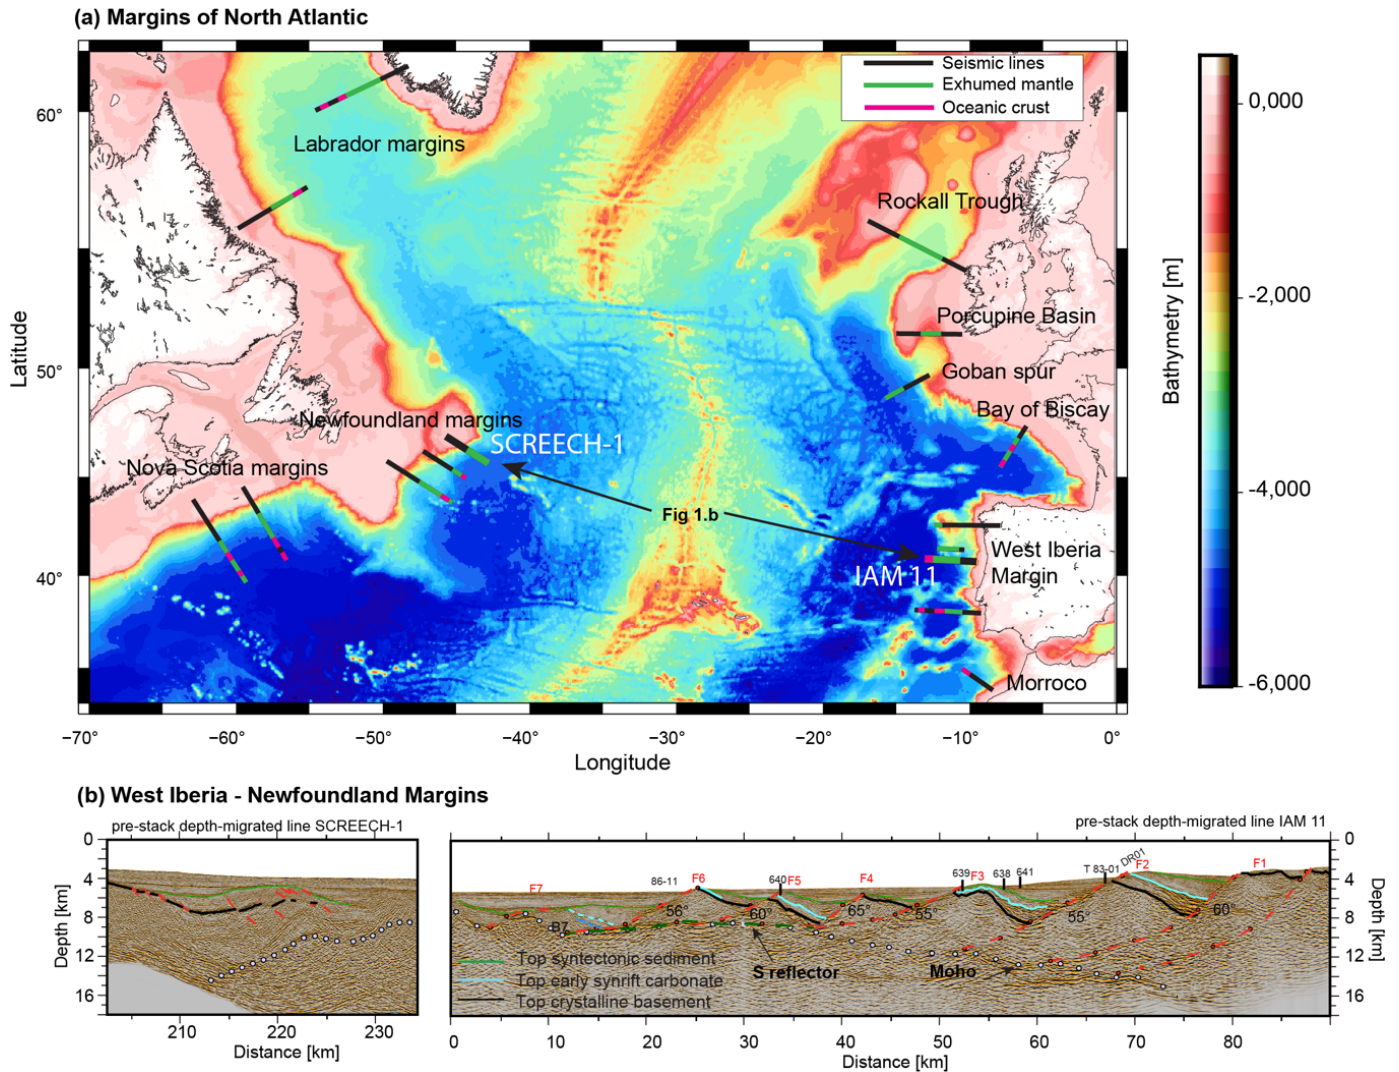 (a) Margins of North Atlantic
Seismic lines
Exhumed mantle
Oceanic crust
0,000
-2,000
-4,000
-6,000
Bathymetry [m]
60°
50°
40°
Latitude
Labrador margins
Rockall Trough
Porcupine Basin
Goban spur
Bay of Biscay
Newfoundland margins
SCREECH-1
Nova Scotia margins
Fig 1.b
West Iberia
Margin
IAM 11
Morroco
−70° −60° −50° −40° −30° −20° −10° 0°
Longitude
(b) West Iberia - Newfoundland Margins
pre-stack depth-migrated line SCREECH-1
0
4
8
12
16
Depth [km]
210 220 230
Distance [km]
pre-stack depth-migrated line IAM 11
F7
86-11
F6
640
F5
F4
639
F3
638
641
T 83-01
DR01
F2
F1
56°
60°
65°
55°
55°
60°
B7
Top syntectonic sediment
Top early synrift carbonate
Top crystalline basement
S reflector
Moho
0
4
8
12
16
Depth [km]
0 10 20 30 40 50 60 70 80
Distance [km]